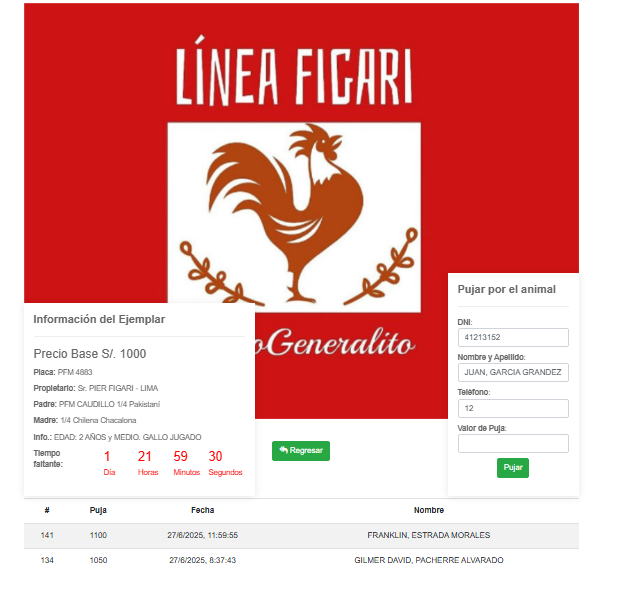 LÍNEA FIGARI
oGeneralito
Información del Ejemplar
Precio Base S/. 1000
Placa: PFM 4883
Propietario: Sr. PIER FIGARI - LIMA
Padre: PFM CAUDILLO 1/4 Pakistaní
Madre: 1/4 Chilena Chacalona
Info.: EDAD: 2 AÑOS y MEDIO. GALLO JUGADO
Tiempo
faltante:
1 21 59 30
Día Horas Minutos Segundos
Regresar
Pujar por el animal
DNI:
41213152
Nombre y Apellido:
JUAN, GARCIA GRANDEZ
Teléfono:
12
Valor de Puja:
Pujar
# Puja Fecha Nombre
141 1100 27/6/2025, 11:59:55 FRANKLIN, ESTRADA MORALES
134 1050 27/6/2025, 8:37:43 GILMER DAVID, PACHERRE ALVARADO